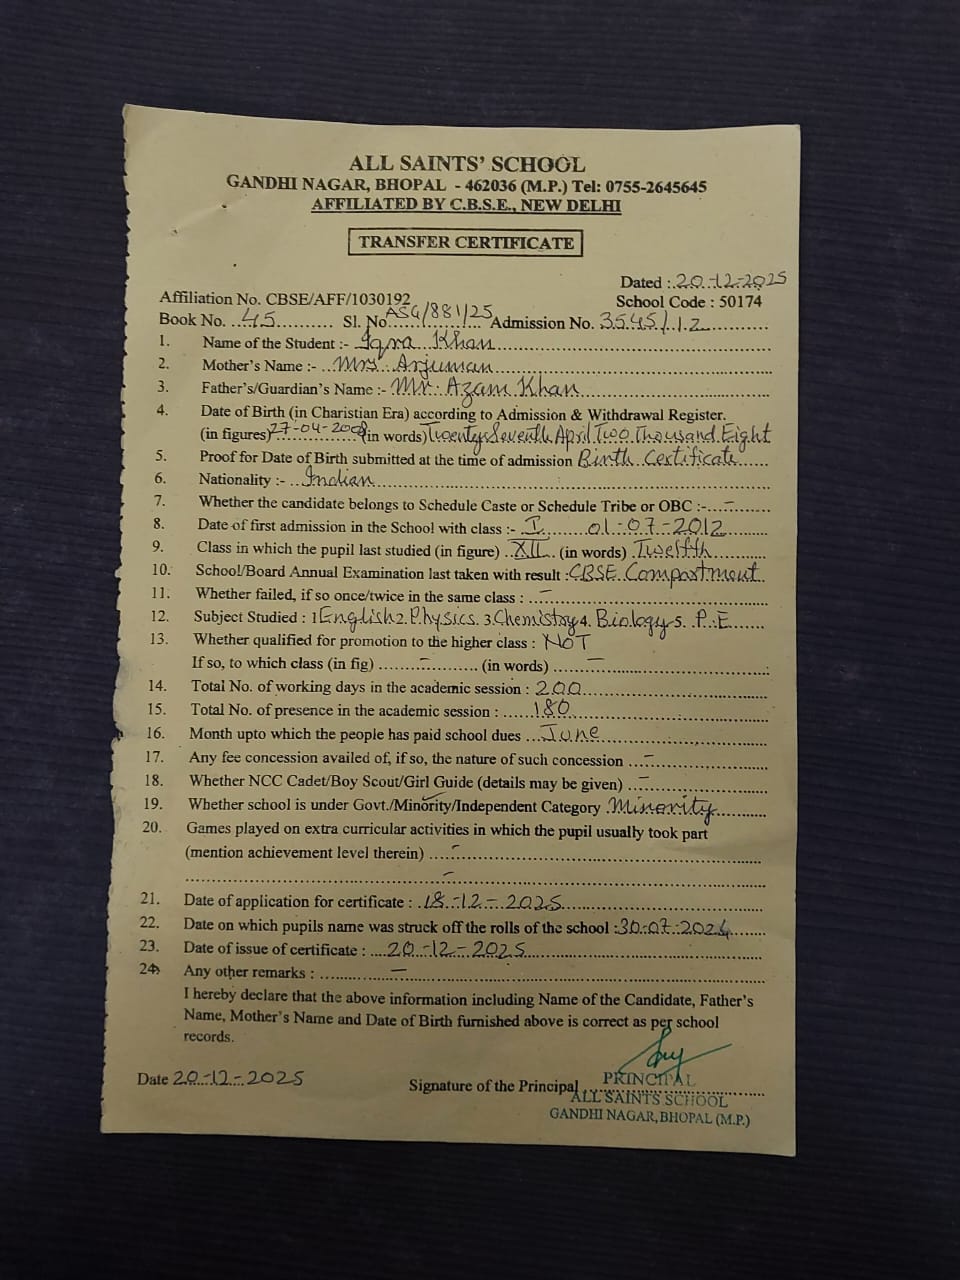 ALL SAINTS' SCHOOL
GANDHI NAGAR, BHOPAL - 462036 (M.P.) Tel: 0755-2645645
AFFILIATED BY C.B.S.E., NEW DELHI
TRANSFER CERTIFICATE
Dated : 20-12-2025
Affiliation No. CBSE/AFF/1030192 School Code : 50174
Book No. 45 Sl. No. ASG/881/25 Admission No. 3545/12
1. Name of the Student :- Iqra Khan
2. Mother's Name :- Mrs. Arjuman
3. Father's/Guardian's Name :- Mr. Azam Khan
4. Date of Birth (in Charistian Era) according to Admission & Withdrawal Register.
(in figures) 27-04-2008 (in words) Twenty Seventh April Two Thousand Eight
5. Proof for Date of Birth submitted at the time of admission Birth Certificate
6. Nationality :- Indian
7. Whether the candidate belongs to Schedule Caste or Schedule Tribe or OBC :- -
8. Date of first admission in the School with class :- I 01-07-2012
9. Class in which the pupil last studied (in figure) XII (in words) Twelfth
10. School/Board Annual Examination last taken with result : CBSE Compartment
11. Whether failed, if so once/twice in the same class : -
12. Subject Studied : 1 English 2. Physics 3. Chemistry 4. Biology 5. P.E
13. Whether qualified for promotion to the higher class : NOT
If so, to which class (in fig) - (in words) -
14. Total No. of working days in the academic session : 200
15. Total No. of presence in the academic session : 180
16. Month upto which the people has paid school dues June
17. Any fee concession availed of, if so, the nature of such concession -
18. Whether NCC Cadet/Boy Scout/Girl Guide (details may be given) -
19. Whether school is under Govt./Minority/Independent Category Minority
20. Games played on extra curricular activities in which the pupil usually took part
(mention achievement level therein) -
-
21. Date of application for certificate : 18-12-2025
22. Date on which pupils name was struck off the rolls of the school : 30-07-2024
23. Date of issue of certificate : 20-12-2025
24. Any other remarks : -
I hereby declare that the above information including Name of the Candidate, Father's
Name, Mother's Name and Date of Birth furnished above is correct as per school
records.
Date 20-12-2025 Signature of the Principal
PRINCIPAL
ALL SAINTS SCHOOL
GANDHI NAGAR, BHOPAL (M.P.)